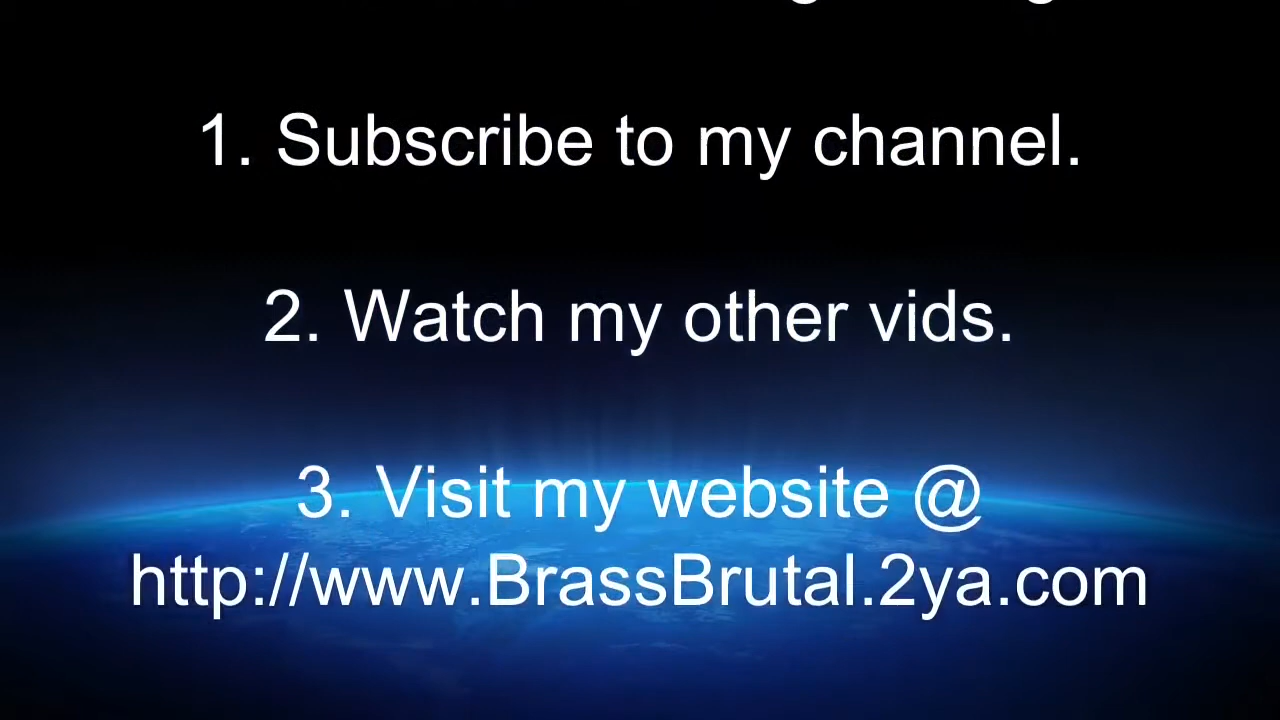 1. Subscribe to my channel.
2. Watch my other vids.
3. Visit my website @
http://www.BrassBrutal.2ya.com